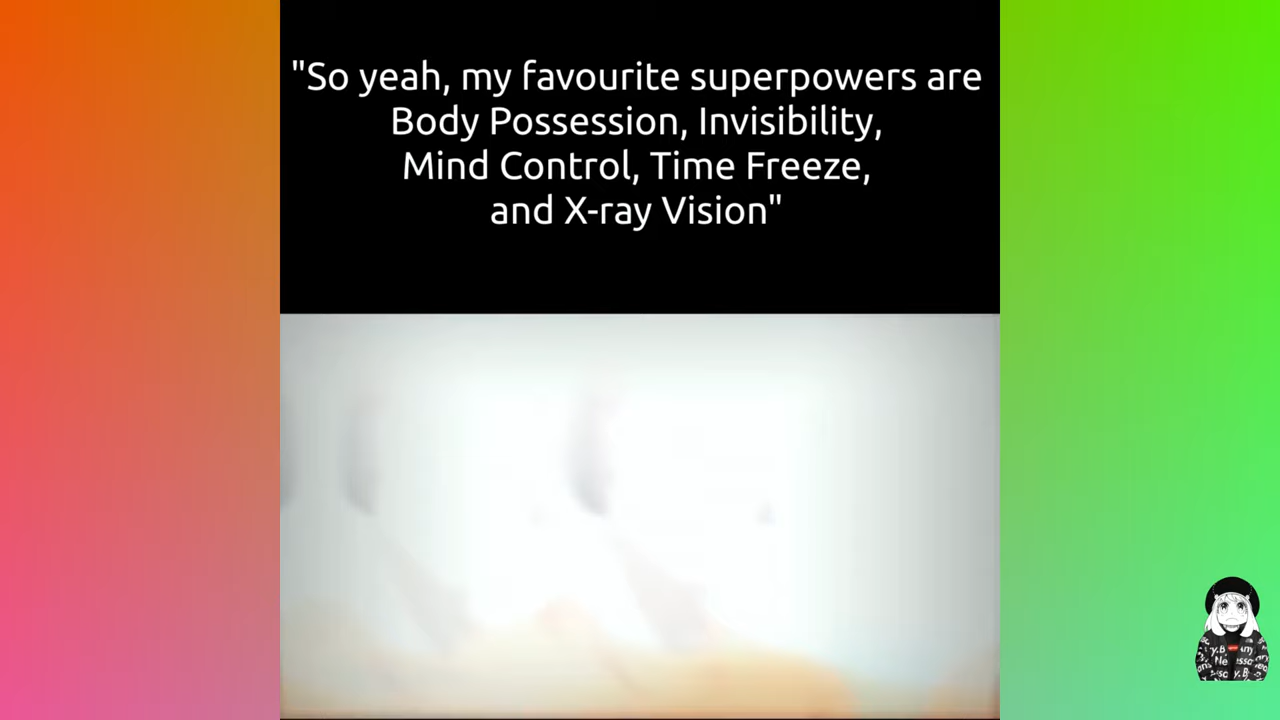 "So yeah, my favourite superpowers are
Body Possession, Invisibility,
Mind Control, Time Freeze,
and X-ray Vision"